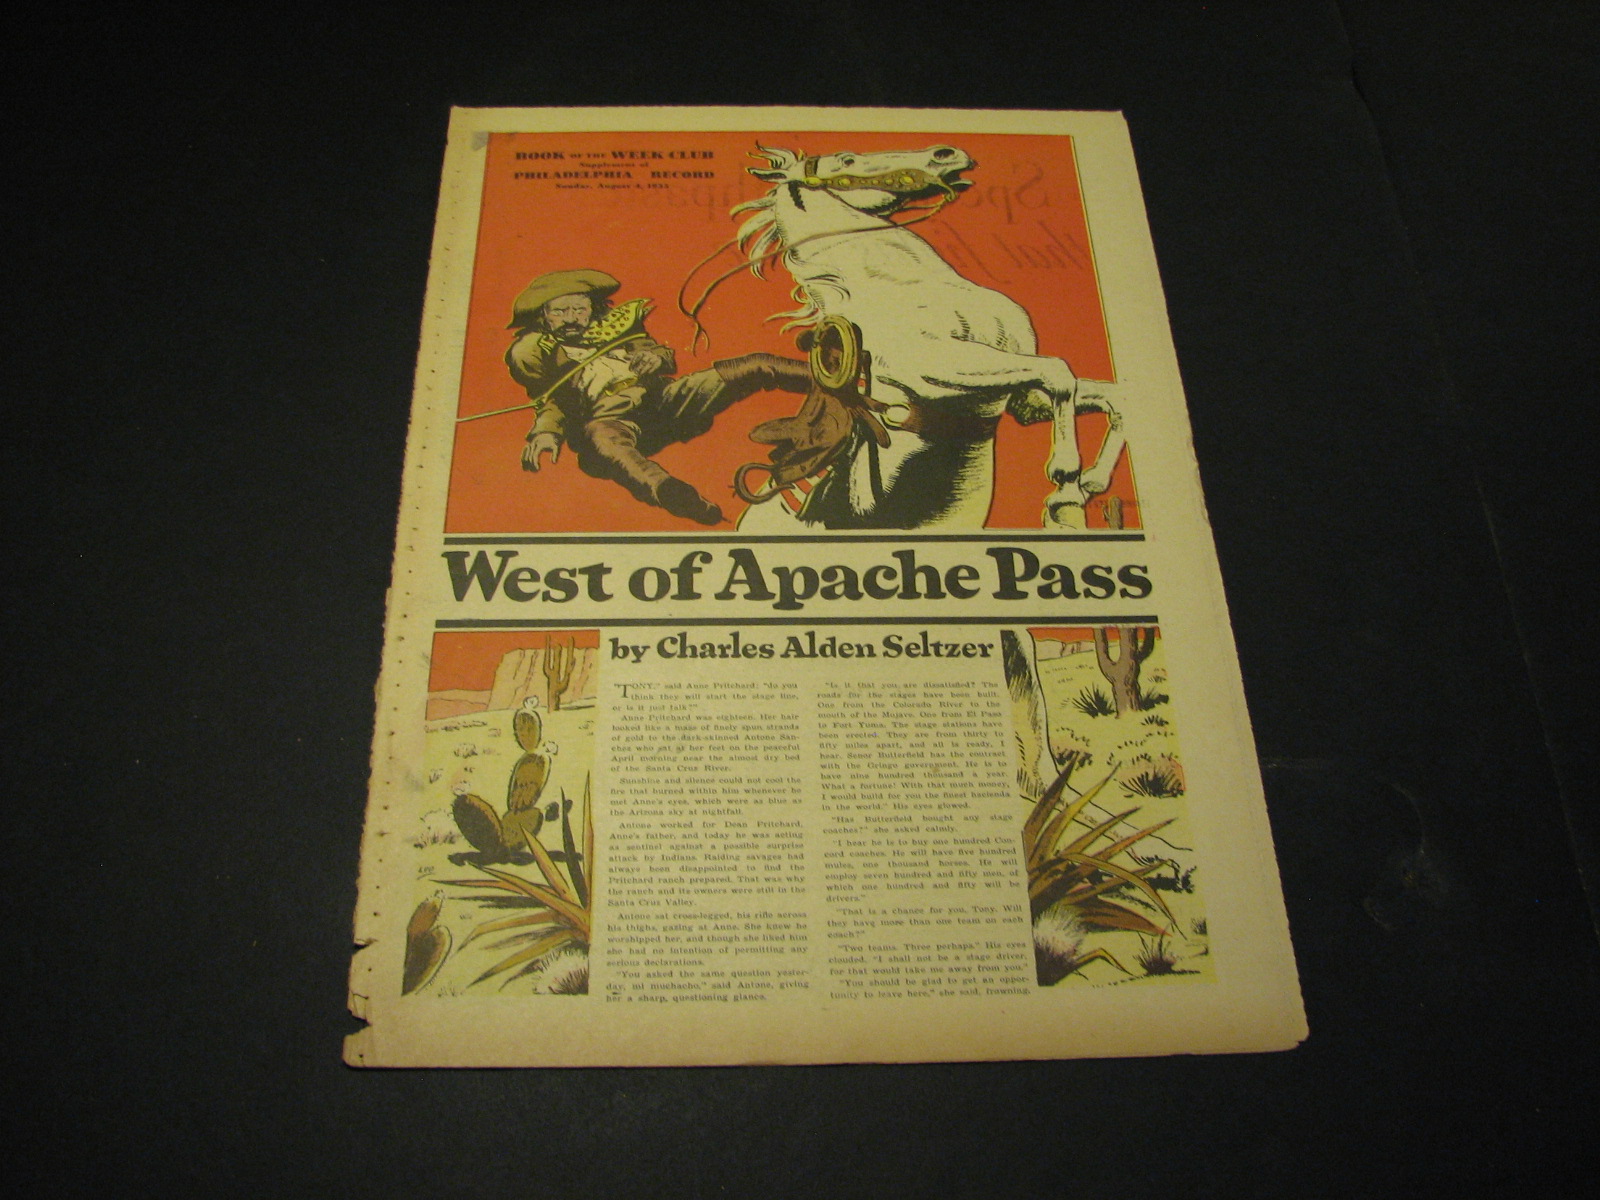 BOOK OF THE WEEK CLUB
Supplement of
PHILADELPHIA RECORD
Sunday, August 4, 1935
West of Apache Pass
by Charles Alden Seltzer
"TONY," said Anne Pritchard; "do you
think they will start the stage line,
or is it just talk?"
Anne Pritchard was eighteen. Her hair
looked like a maze of finely spun strands
of gold to the dark-skinned Antone San-
chez who sat at her feet on the peaceful
April morning near the almost dry bed
of the Santa Cruz River.
Sunshine and silence could not cool the
fire that burned within him whenever he
met Anne's eyes, which were as blue as
the Arizona sky at nightfall.
Antone worked for Dean Pritchard,
Anne's father, and today he was acting
as sentinel against a possible surprise
attack by Indians. Raiding savages had
always been disappointed to find the
Pritchard ranch prepared. That was why
the ranch and its owners were still in the
Santa Cruz Valley.
Antone sat cross-legged, his rifle across
his thighs, gazing at Anne. She knew he
worshipped her, and though she liked him
she had no intention of permitting any
serious declarations.
"You asked the same question yester-
day, mi muchacho," said Antone, giving
her a sharp, questioning glance.
"Is it that you are dissatisfied? The
roads for the stages have been built.
One from the Colorado River to the
mouth of the Mojave. One from El Paso
to Fort Yuma. The stage stations have
been erected. They are from thirty to
fifty miles apart, and all is ready, I
hear. Senor Butterfield has the contract
with the Gringo government. He is to
have nine hundred thousand a year.
What a fortune! With that much money,
I would build for you the finest hacienda
in the world." His eyes glowed.
"Has Butterfield bought any stage
coaches?" she asked calmly.
"I hear he is to buy one hundred Con-
cord coaches. He will have five hundred
mules, one thousand horses. He will
employ seven hundred and fifty men, of
which one hundred and fifty will be
drivers."
"That is a chance for you, Tony. Will
they have more than one team on each
coach?"
"Two teams. Three perhaps." His eyes
clouded. "I shall not be a stage driver,
for that would take me away from you."
"You should be glad to get an oppor-
tunity to leave here," she said, frowning.